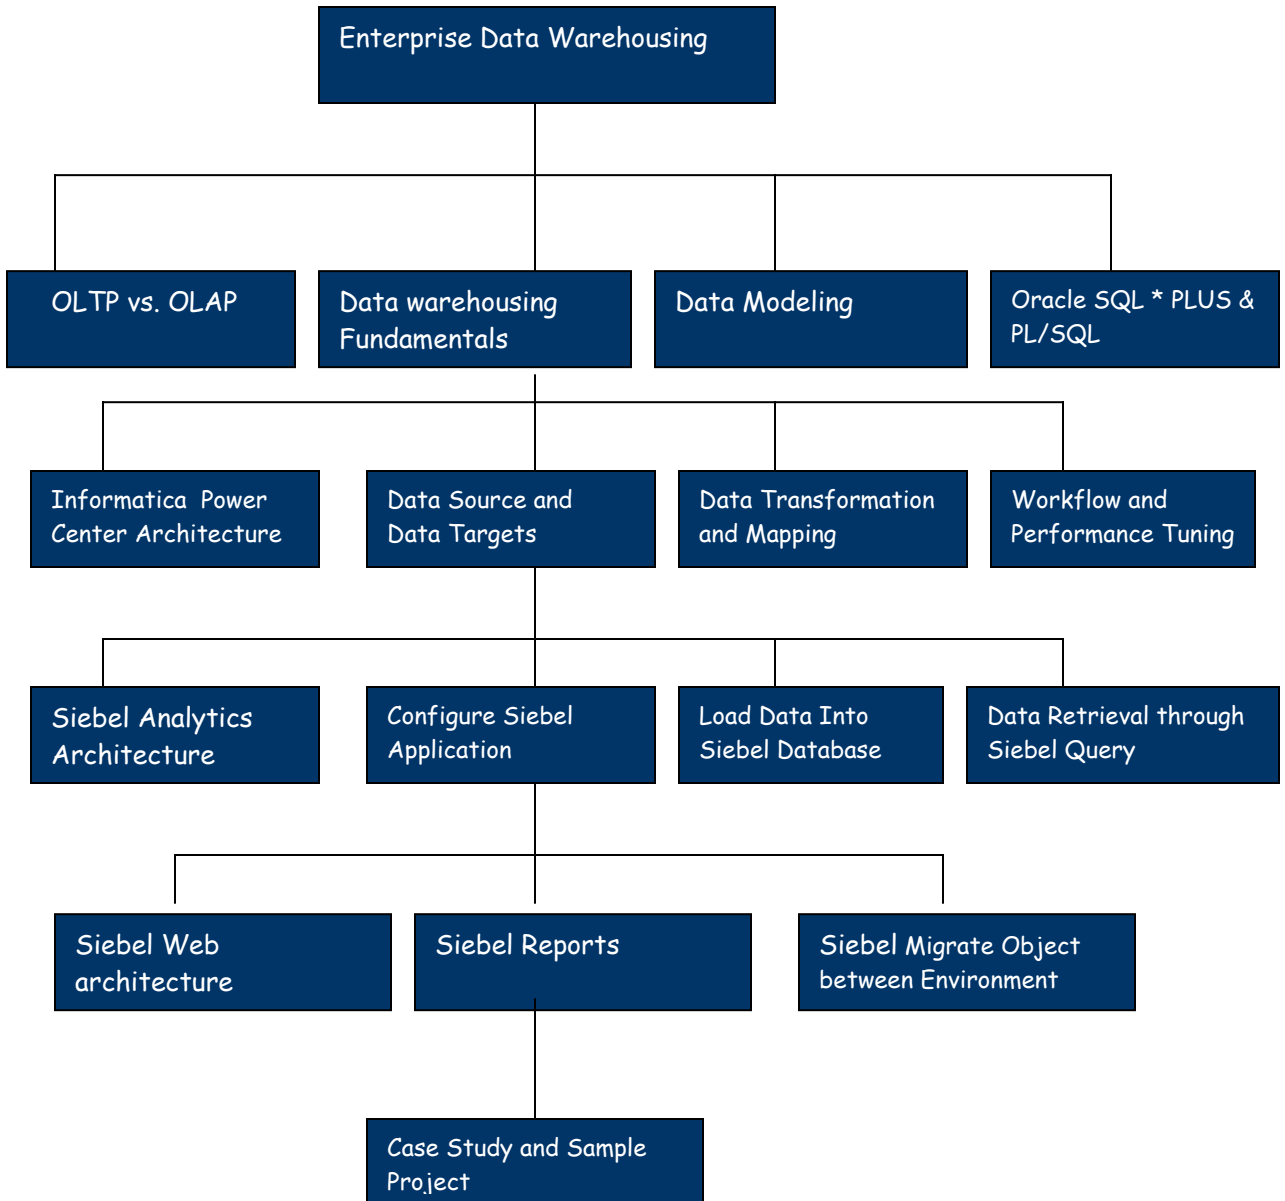 Enterprise Data Warehousing
OLTP vs. OLAP
Data warehousing
Fundamentals
Data Modeling
Oracle SQL * PLUS &
PL/SQL
Informatica Power
Center Architecture
Data Source and
Data Targets
Data Transformation
and Mapping
Workflow and
Performance Tuning
Siebel Analytics
Architecture
Configure Siebel
Application
Load Data Into
Siebel Database
Data Retrieval through
Siebel Query
Siebel Web
architecture
Siebel Reports
Siebel Migrate Object
between Environment
Case Study and Sample
Project